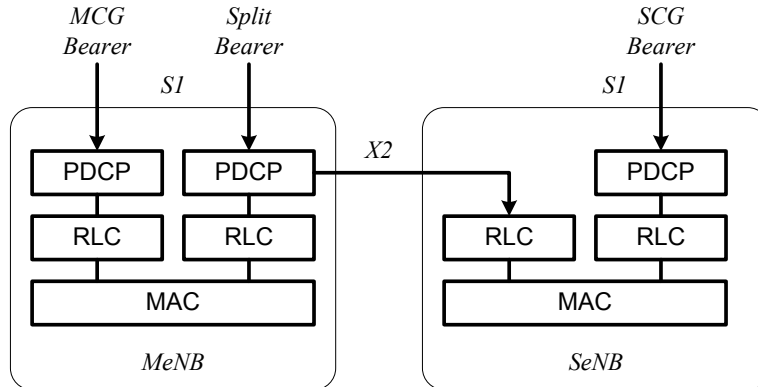 MCG Bearer
Split Bearer
SCG Bearer
S1
S1
PDCP
PDCP
X2
PDCP
RLC
RLC
RLC
RLC
MAC
MAC
MeNB
SeNB